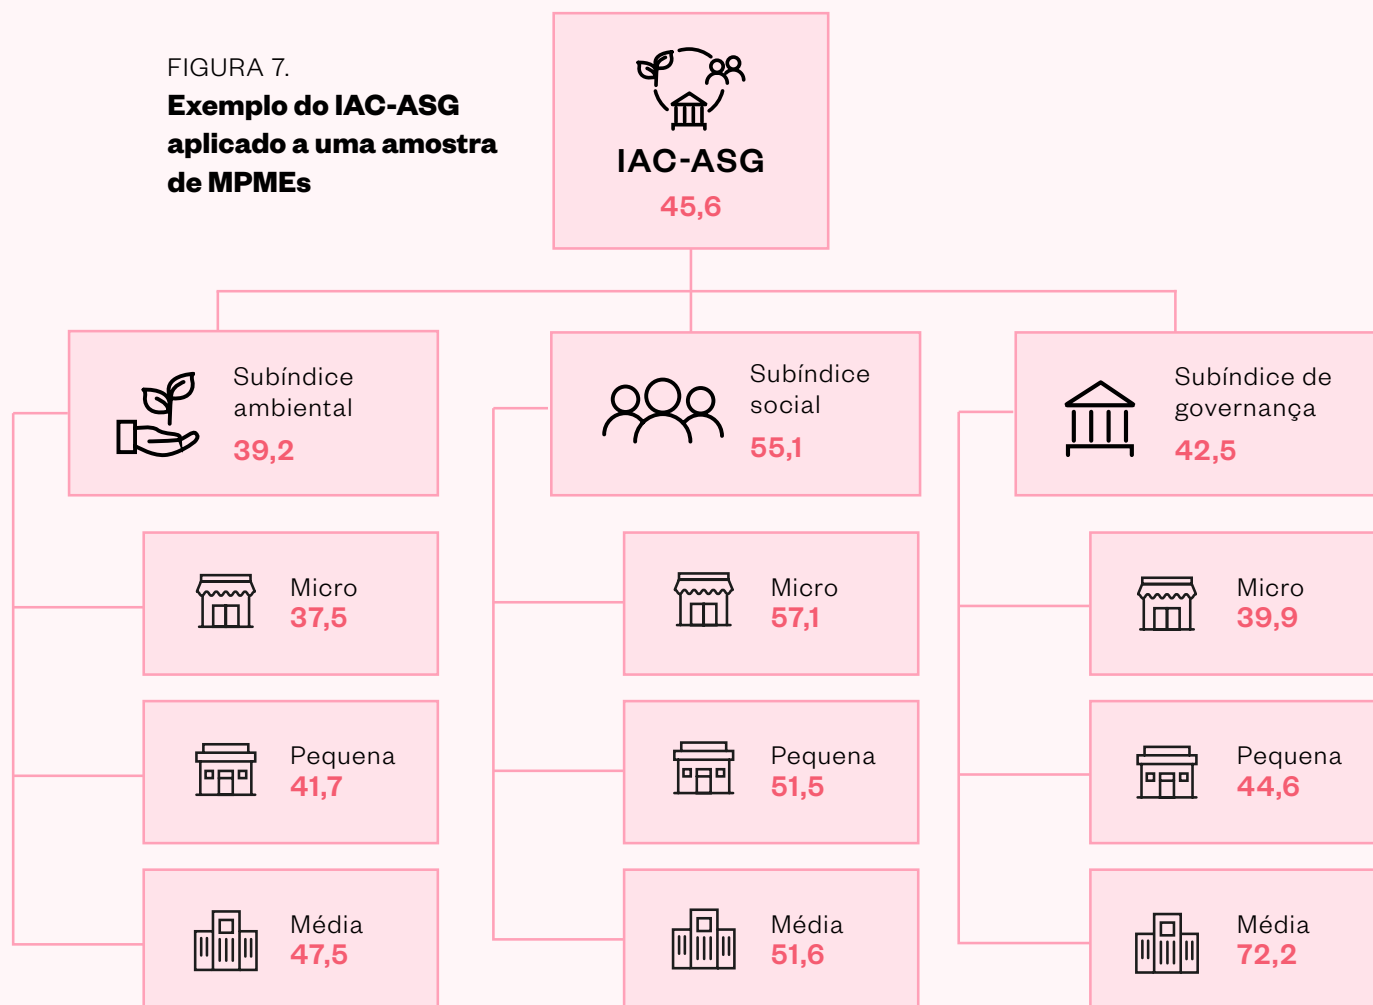 FIGURA 7.
Exemplo do IAC-ASG
aplicado a uma amostra
de MPMEs
IAC-ASG
45,6
Subíndice
ambiental
39,2
Micro
37,5
Pequena
41,7
Média
47,5
Subíndice
social
55,1
Micro
57,1
Pequena
51,5
Média
51,6
Subíndice de
governança
42,5
Micro
39,9
Pequena
44,6
Média
72,2